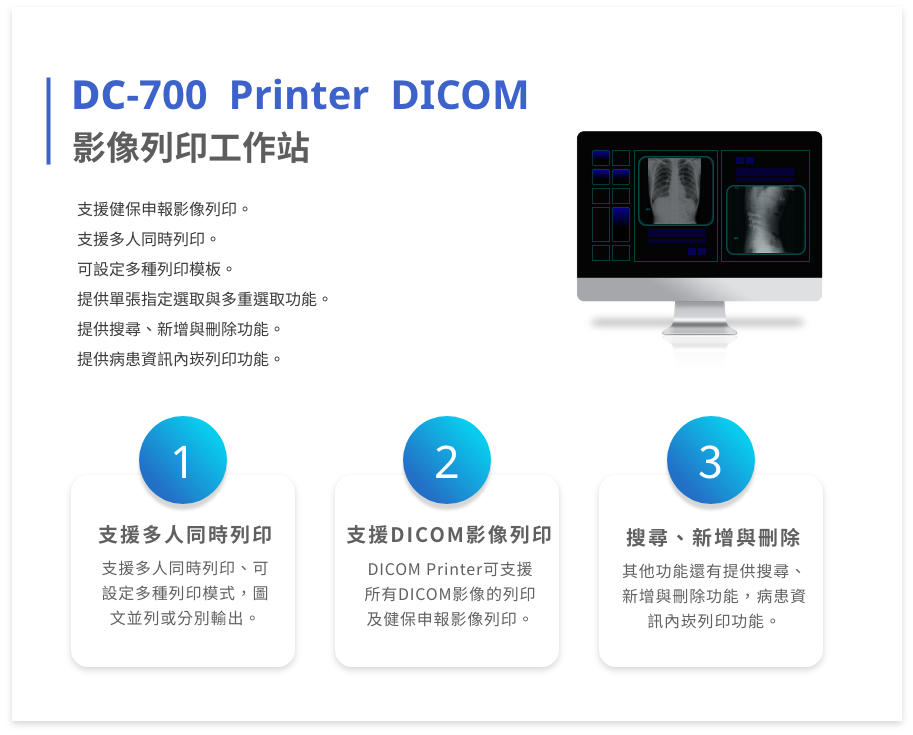 DC-700 Printer DICOM
影像列印工作站
支援健保申報影像列印。
支援多人同時列印。
可設定多種列印模板。
提供單張指定選取與多重選取功能。
提供搜尋、新增與刪除功能。
提供病患資訊內崁列印功能。
1
支援多人同時列印
支援多人同時列印、可
設定多種列印模式，圖
文並列或分別輸出。
2
支援DICOM影像列印
DICOM Printer可支援
所有DICOM影像的列印
及健保申報影像列印。
3
搜尋、新增與刪除
其他功能還有提供搜尋、
新增與刪除功能，病患資
訊內崁列印功能。